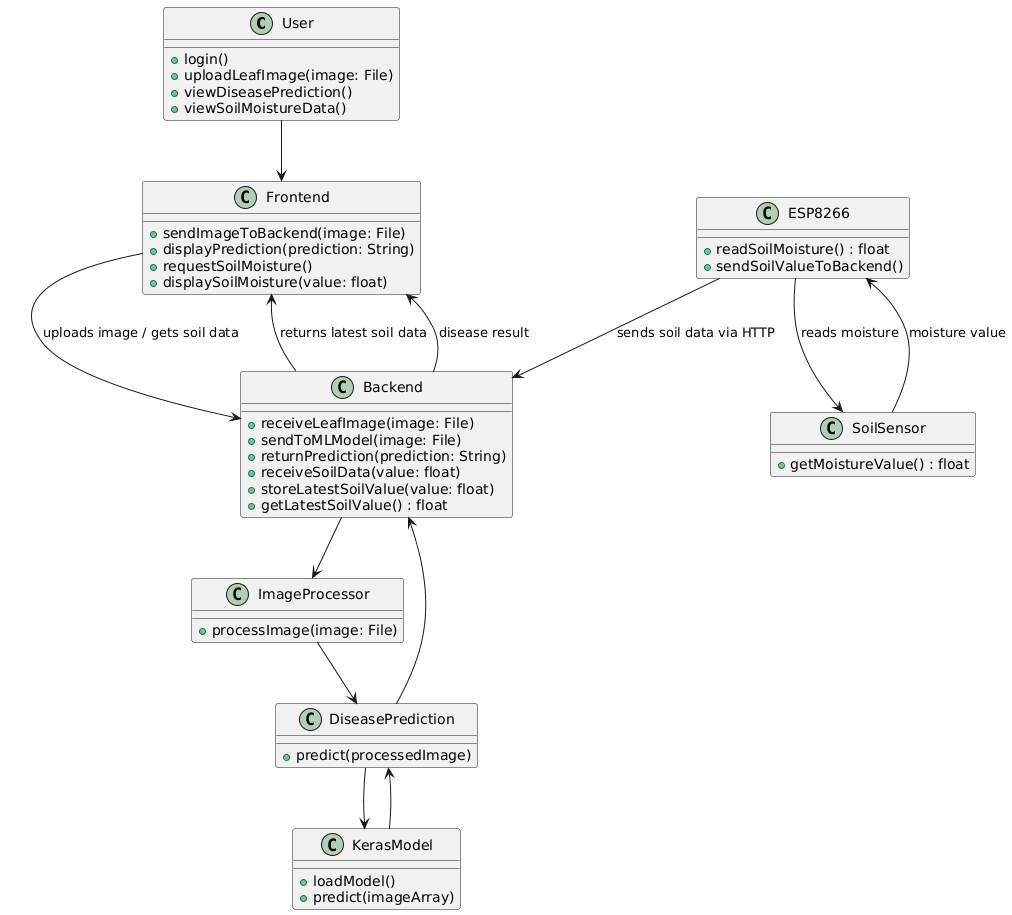 C User
login()
uploadLeafImage(image: File)
viewDiseasePrediction()
viewSoilMoistureData()
C Frontend
sendImageToBackend(image: File)
displayPrediction(prediction: String)
requestSoilMoisture()
displaySoilMoisture(value: float)
C ESP8266
readSoilMoisture() : float
sendSoilValueToBackend()
uploads image / gets soil data
returns latest soil data
disease result
sends soil data via HTTP
reads moisture
moisture value
C Backend
receiveLeafImage(image: File)
sendToMLModel(image: File)
returnPrediction(prediction: String)
receiveSoilData(value: float)
storeLatestSoilValue(value: float)
getLatestSoilValue() : float
C SoilSensor
getMoistureValue() : float
C ImageProcessor
processImage(image: File)
C DiseasePrediction
predict(processedImage)
C KerasModel
loadModel()
predict(imageArray)